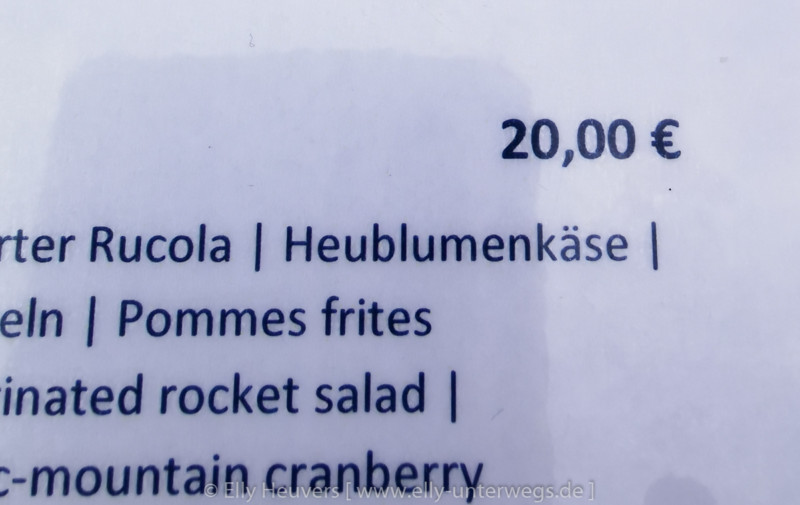 20,00 €
rter Rucola | Heublumenkäse |
eln | Pommes frites
inated rocket salad |
c-mountain cranberry
© Elly Heuvers [ www.elly-unterwegs.de ]